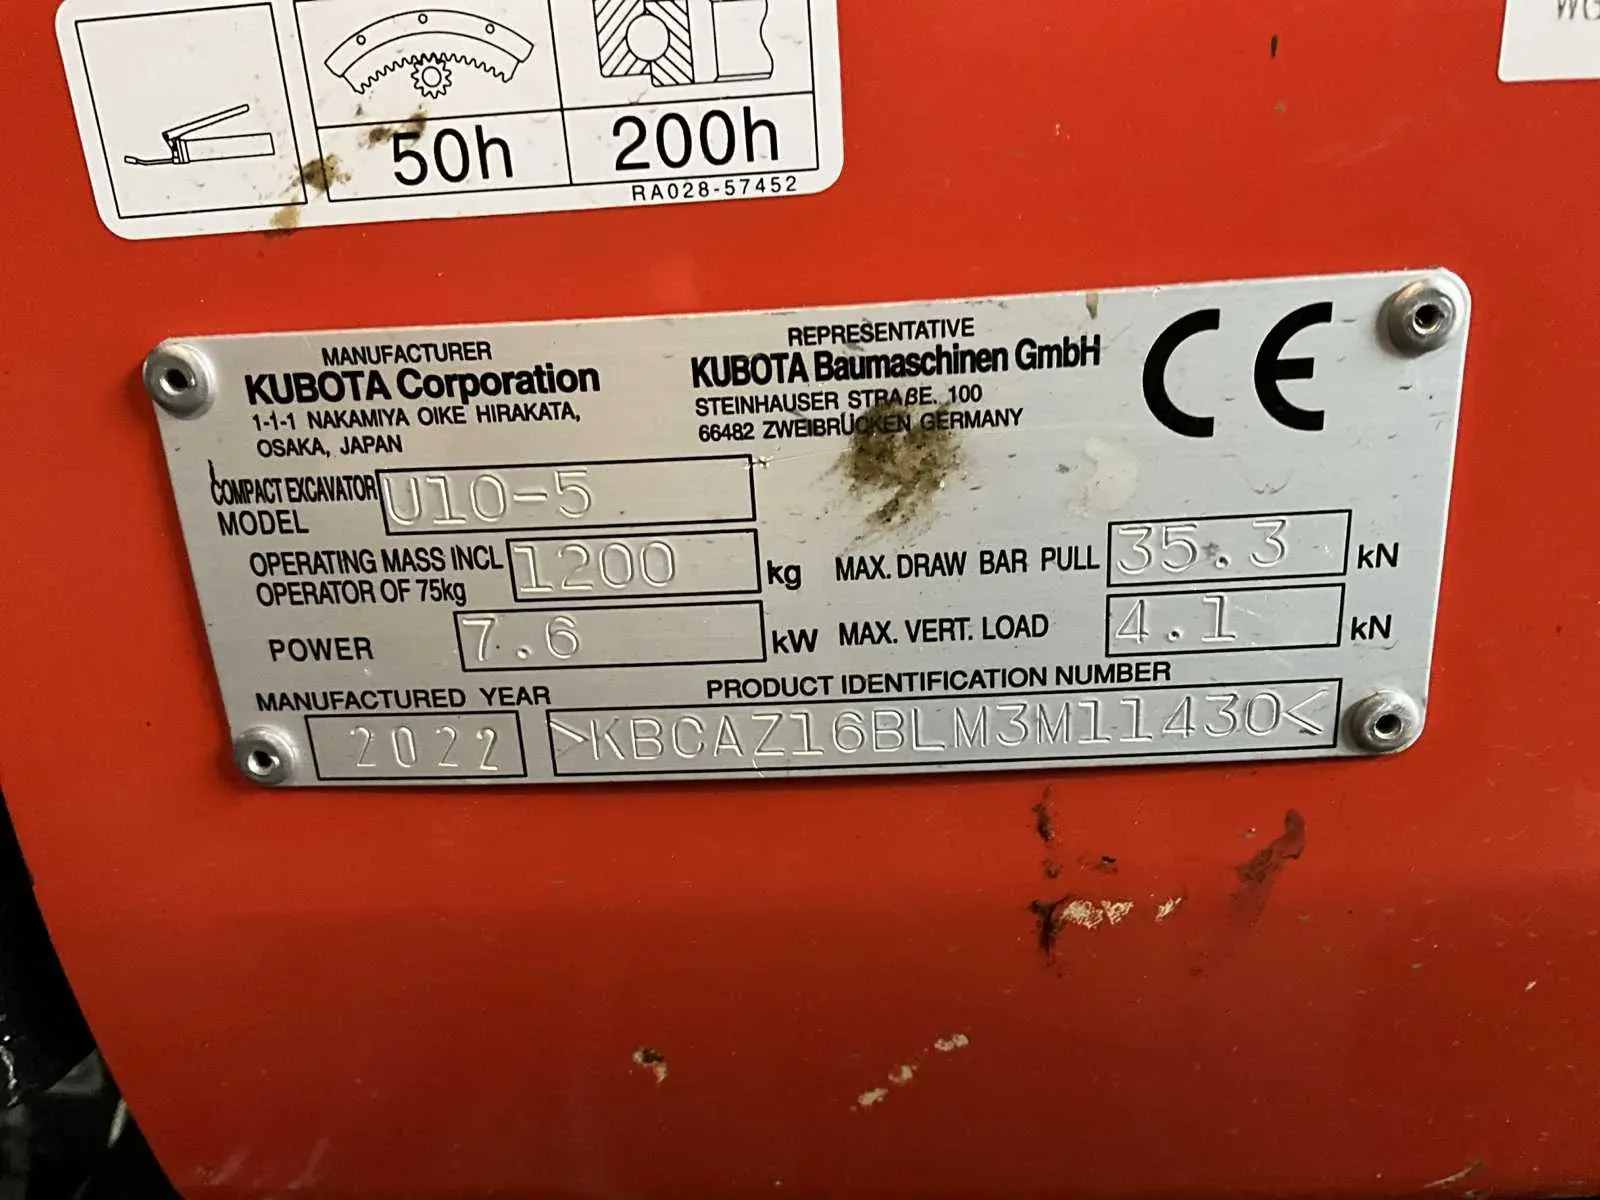 50h
200h
RA028-57452
WG
MANUFACTURER
KUBOTA Corporation
1-1-1 NAKAMIYA OIKE HIRAKATA,
OSAKA, JAPAN
REPRESENTATIVE
KUBOTA Baumaschinen GmbH
STEINHAUSER STRAßE. 100
66482 ZWEIBRÜCKEN GERMANY
CE
COMPACT EXCAVATOR
MODEL
U10-5
OPERATING MASS INCL
OPERATOR OF 75kg
1200 kg
MAX. DRAW BAR PULL 35.3 kN
POWER 7.6 kW
MAX. VERT. LOAD 4.1 kN
MANUFACTURED YEAR
2022
PRODUCT IDENTIFICATION NUMBER
>KBCAZ16BLM3M11430<